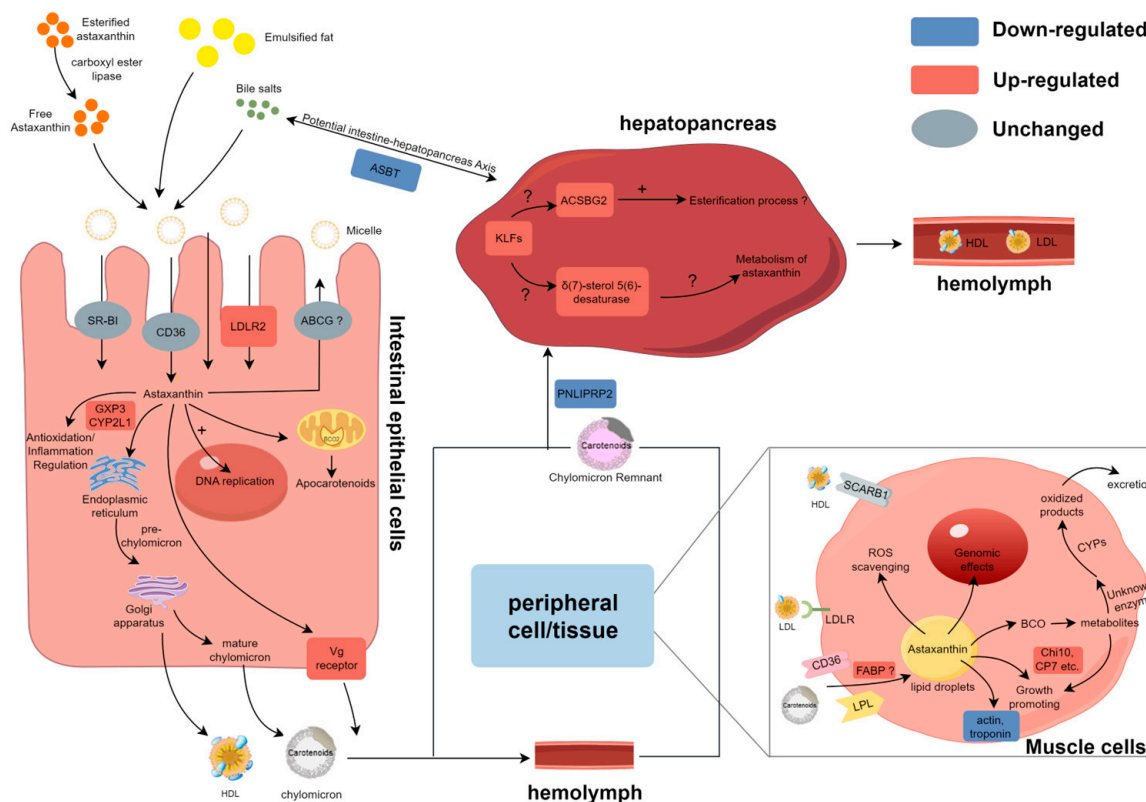 Esterified
astaxanthin
carboxyl ester
lipase
Free
Astaxanthin
Emulsified fat
Bile salts
Potential intestine-hepatopancreas Axis
ASBT
Down-regulated
Up-regulated
Unchanged
hepatopancreas
KLFs
?
ACSBG2
+
Esterification process ?
?
δ(7)-sterol 5(6)-
desaturase
?
Metabolism of
astaxanthin
HDL
LDL
hemolymph
Micelle
SR-BI
CD36
LDLR2
ABCG ?
Intestinal epithelial cells
Astaxanthin
GXP3
CYP2L1
Antioxidation/
Inflammation
Regulation
+
DNA replication
BCO2
Apocarotenoids
Endoplasmic
reticulum
pre-
chylomicron
Golgi
apparatus
mature
chylomicron
Vg
receptor
HDL
Carotenoids
chylomicron
hemolymph
PNLIPRP2
Carotenoids
Chylomicron Remnant
peripheral
cell/tissue
HDL
SCARB1
LDL
LDLR
CD36
FABP ?
Carotenoids
LPL
ROS
scavenging
Genomic
effects
Astaxanthin
lipid droplets
BCO
metabolites
Unknow
enzym
CYPs
oxidized
products
excretio
Chi10,
CP7 etc.
Growth
promoting
actin,
troponin
Muscle cells